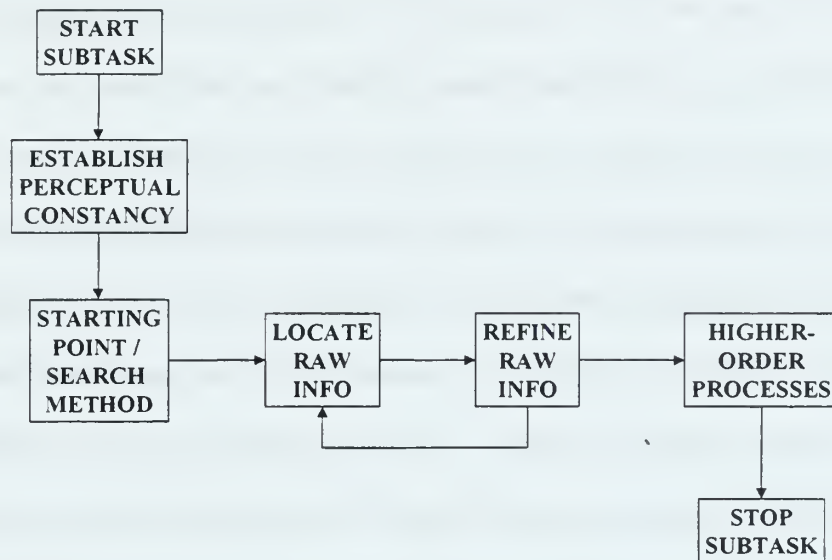 START
SUBTASK
ESTABLISH
PERCEPTUAL
CONSTANCY
STARTING
POINT /
SEARCH
METHOD
LOCATE
RAW
INFO
REFINE
RAW
INFO
HIGHER-
ORDER
PROCESSES
STOP
SUBTASK